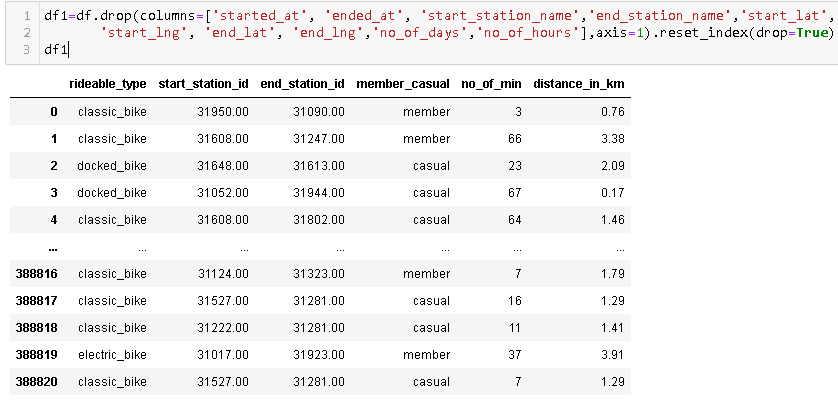 1 df1=df.drop(columns=['started_at', 'ended_at', 'start_station_name','end_station_name','start_lat',
2 'start_lng', 'end_lat', 'end_lng','no_of_days','no_of_hours'],axis=1).reset_index(drop=True)
3 df1
rideable_type start_station_id end_station_id member_casual no_of_min distance_in_km
0 classic_bike 31950.00 31090.00 member 3 0.76
1 classic_bike 31608.00 31247.00 member 66 3.38
2 docked_bike 31648.00 31613.00 casual 23 2.09
3 docked_bike 31052.00 31944.00 casual 67 0.17
4 classic_bike 31608.00 31802.00 casual 64 1.46
... ... ... ... ... ... ...
388816 classic_bike 31124.00 31323.00 member 7 1.79
388817 classic_bike 31527.00 31281.00 casual 16 1.29
388818 classic_bike 31222.00 31281.00 casual 11 1.41
388819 electric_bike 31017.00 31923.00 member 37 3.91
388820 classic_bike 31527.00 31281.00 casual 7 1.29